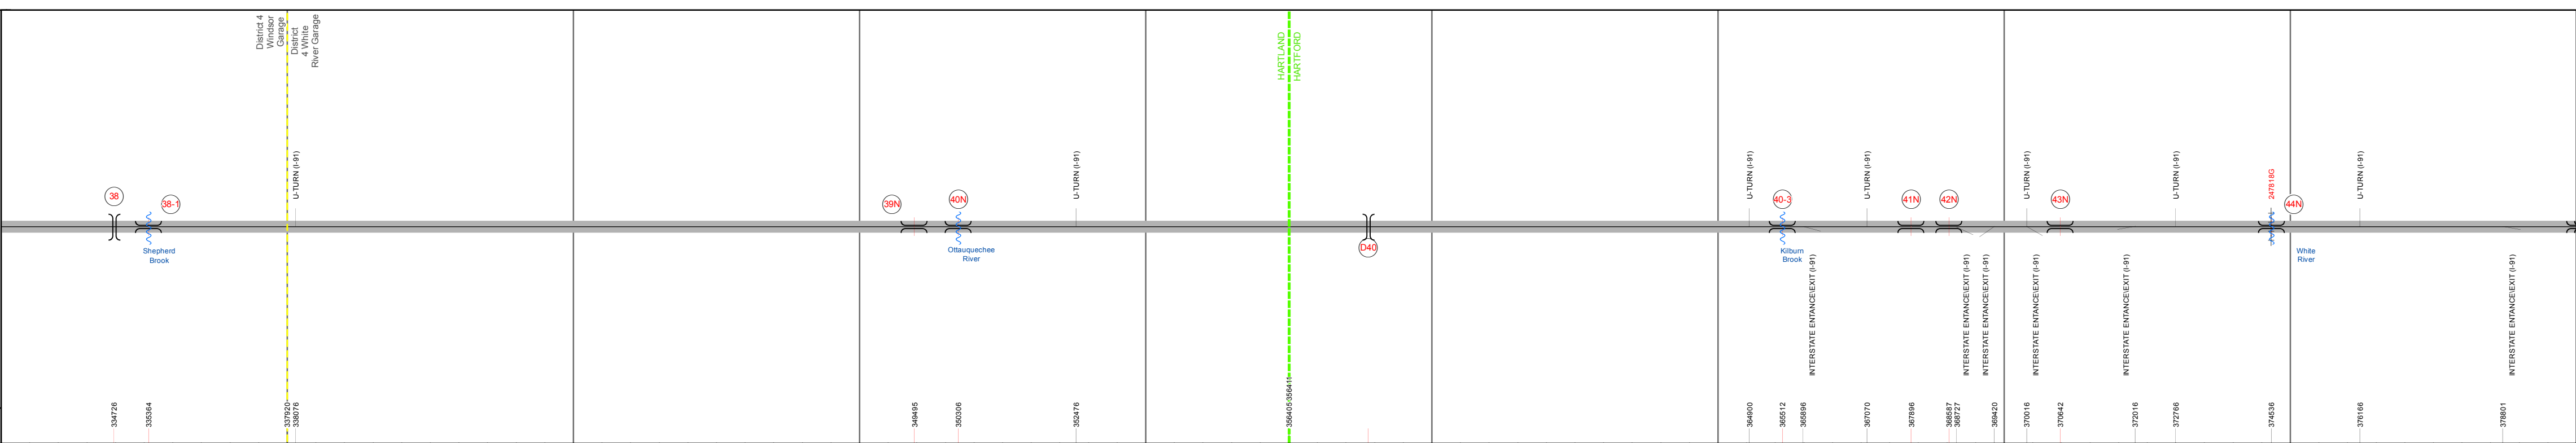 District 4
Windsor
Garage
District
4 White
River Garage
HARTLAND
HARTFORD
U-TURN (I-91)
U-TURN (I-91)
U-TURN (I-91)
U-TURN (I-91)
U-TURN (I-91)
U-TURN (I-91)
247818G
U-TURN (I-91)
38
38-1
39N
40N
D40
40-3
41N
42N
43N
44N
Shepherd
Brook
Ottauquechee
River
Kilburn
Brook
White
River
INTERSTATE ENTANCE\EXIT (I-91)
INTERSTATE ENTANCE\EXIT (I-91)
INTERSTATE ENTANCE\EXIT (I-91)
INTERSTATE ENTANCE\EXIT (I-91)
INTERSTATE ENTANCE\EXIT (I-91)
INTERSTATE ENTANCE\EXIT (I-91)
334726
335364
337920
338076
349495
350306
352476
356405
356411
364900
365512
365896
367070
367896
368587
368727
369420
370016
370642
372016
372766
374536
376166
378801